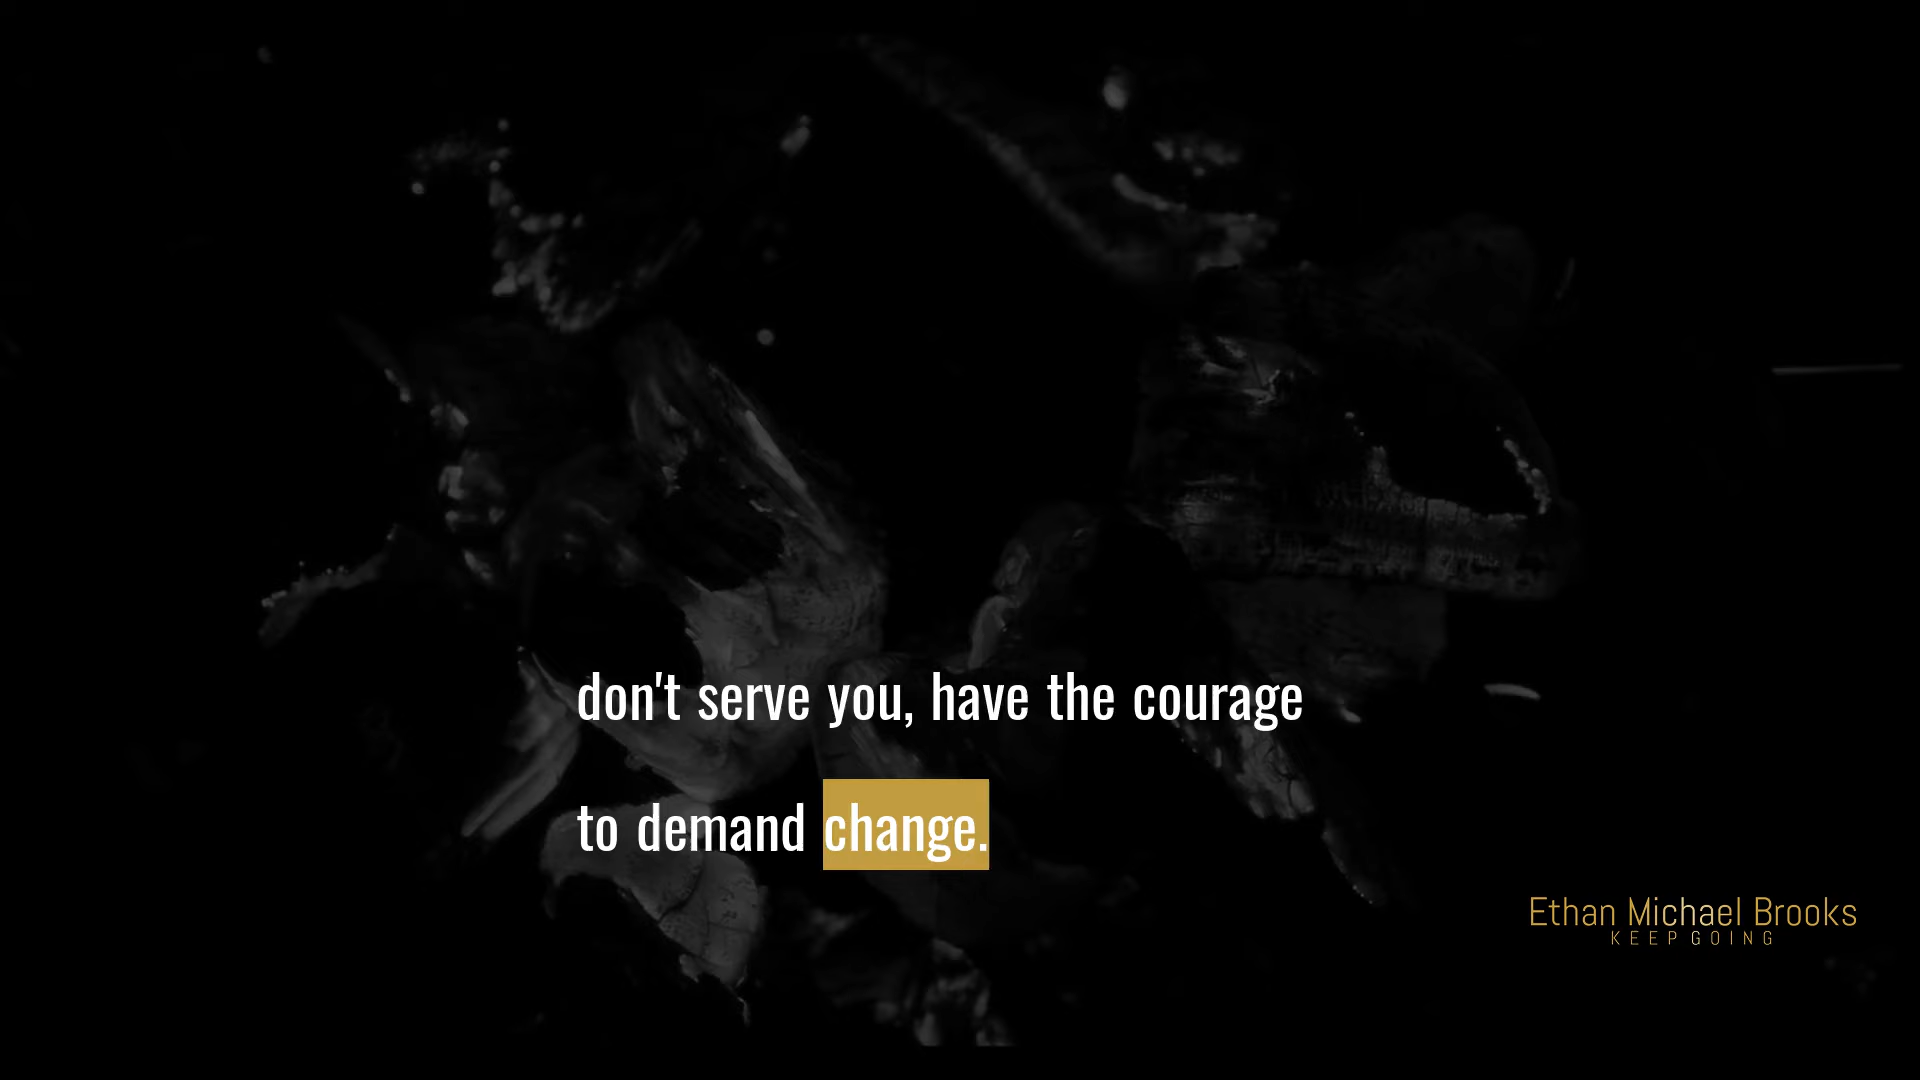 don't serve you, have the courage
to demand change.
Ethan Michael Brooks
KEEP GOING